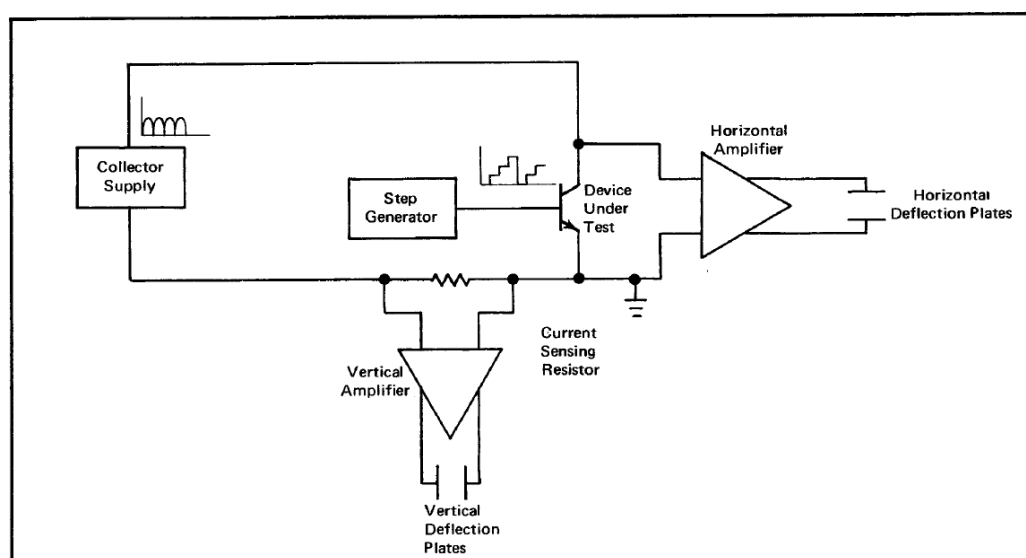 Collector
Supply
Step
Generator
Device
Under
Test
Horizontal
Amplifier
Horizontal
Deflection Plates
Current
Sensing
Resistor
Vertical
Amplifier
Vertical
Deflection
Plates